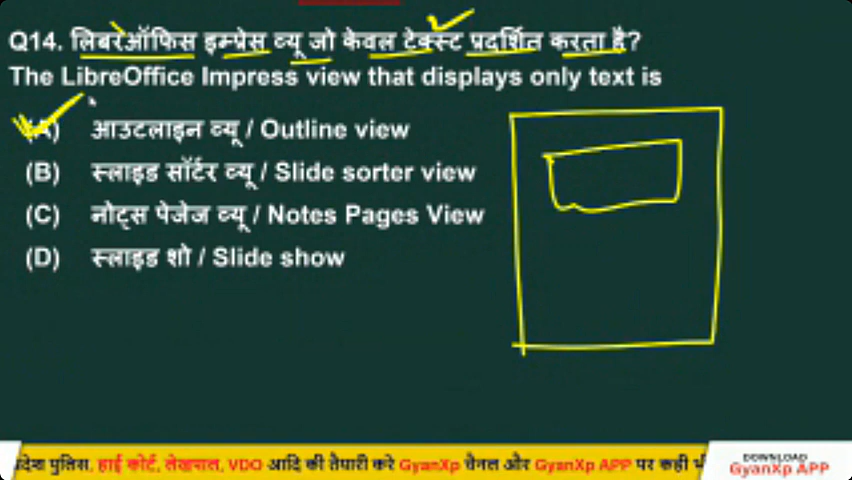 Q14. लिबरेऑफिस इम्प्रेस व्यू जो केवल टेक्स्ट प्रदर्शित करता है?
The LibreOffice Impress view that displays only text is
(A) आउटलाइन व्यू / Outline view
(B) स्लाइड सॉर्टर व्यू / Slide sorter view
(C) नोट्स पेजेज व्यू / Notes Pages View
(D) स्लाइड शो / Slide show
पुलिस, हाई कोर्ट, लेखपाल, VDO आदि की तैयारी करे GyanXp चैनल और GyanXp APP पर कही
DOWNLOAD
GyanXp APP